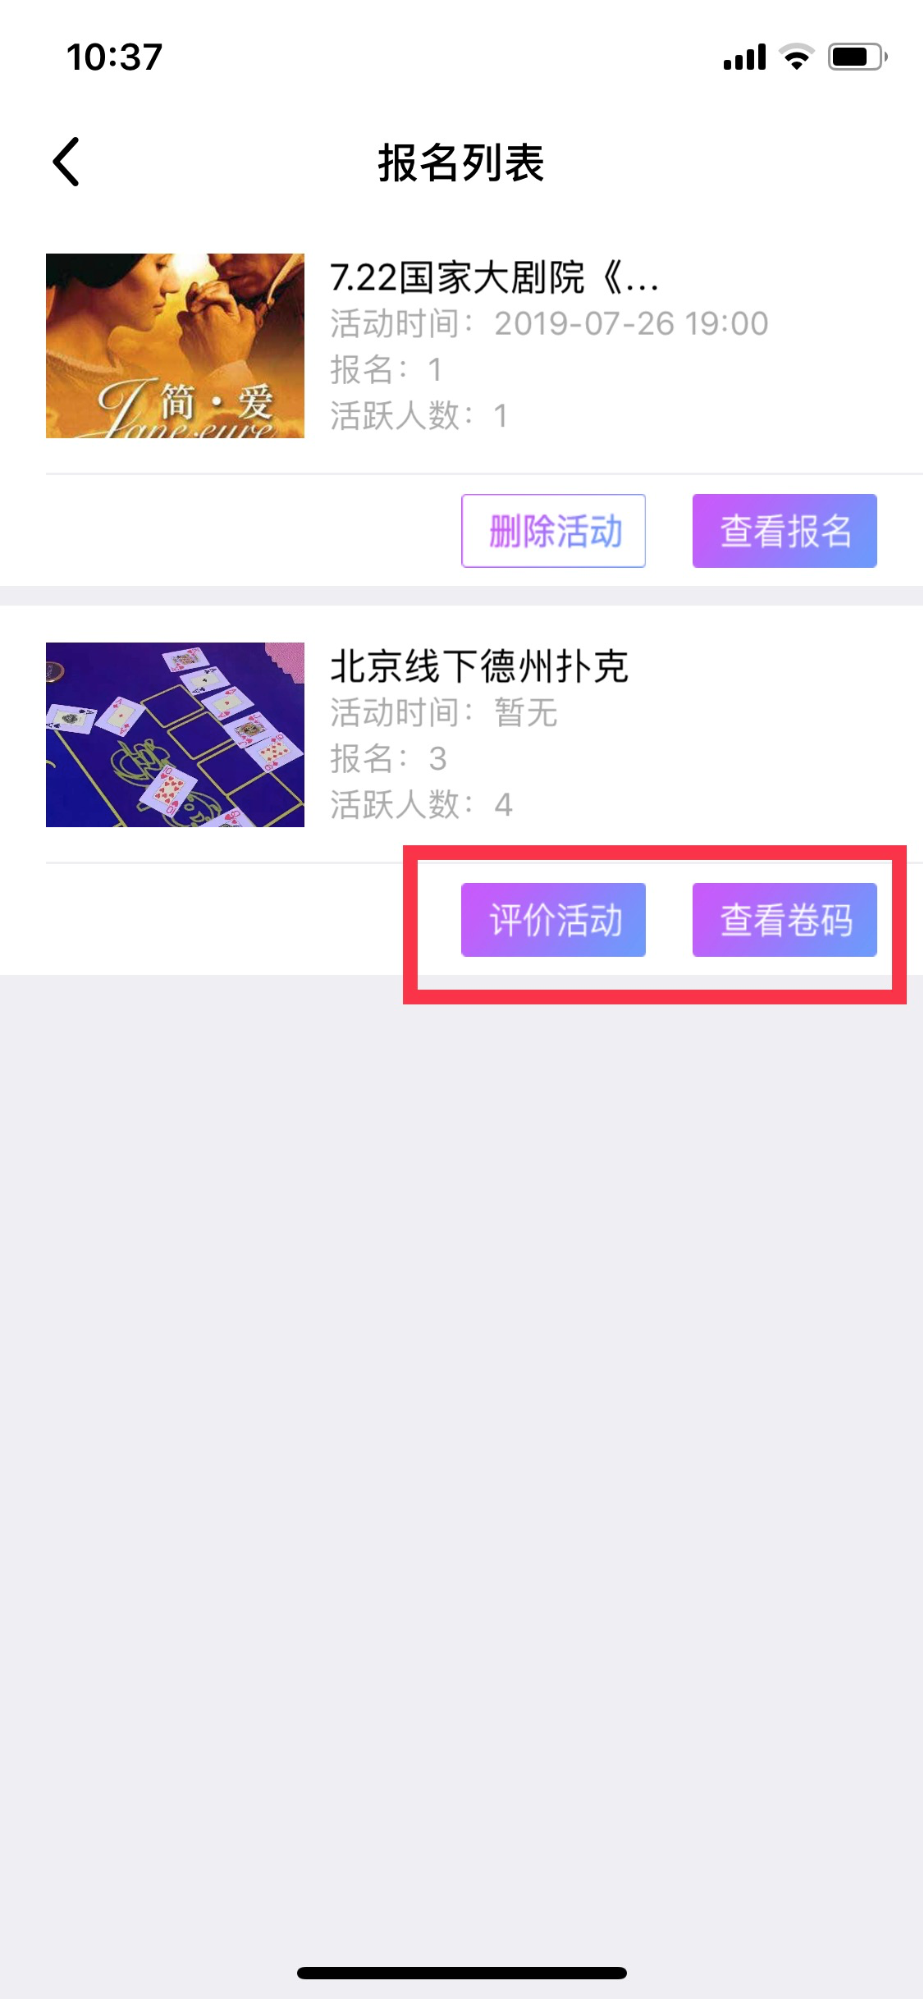 10:37
报名列表
7.22国家大剧院《...
活动时间：2019-07-26 19:00
报名：1
活跃人数：1
简·爱
Jane·eyre
删除活动
查看报名
北京线下德州扑克
活动时间：暂无
报名：3
活跃人数：4
评价活动
查看卷码